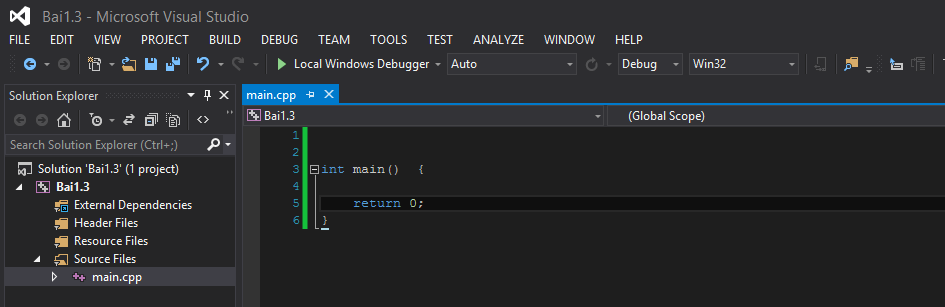 Bai1.3 - Microsoft Visual Studio
FILE EDIT VIEW PROJECT BUILD DEBUG TEAM TOOLS TEST ANALYZE WINDOW HELP
Local Windows Debugger Auto Debug Win32
Solution Explorer
Search Solution Explorer (Ctrl+;)
Solution 'Bai1.3' (1 project)
Bai1.3
External Dependencies
Header Files
Resource Files
Source Files
main.cpp
main.cpp
Bai1.3 (Global Scope)
1
2
3 int main()  {
4
5     return 0;
6 }